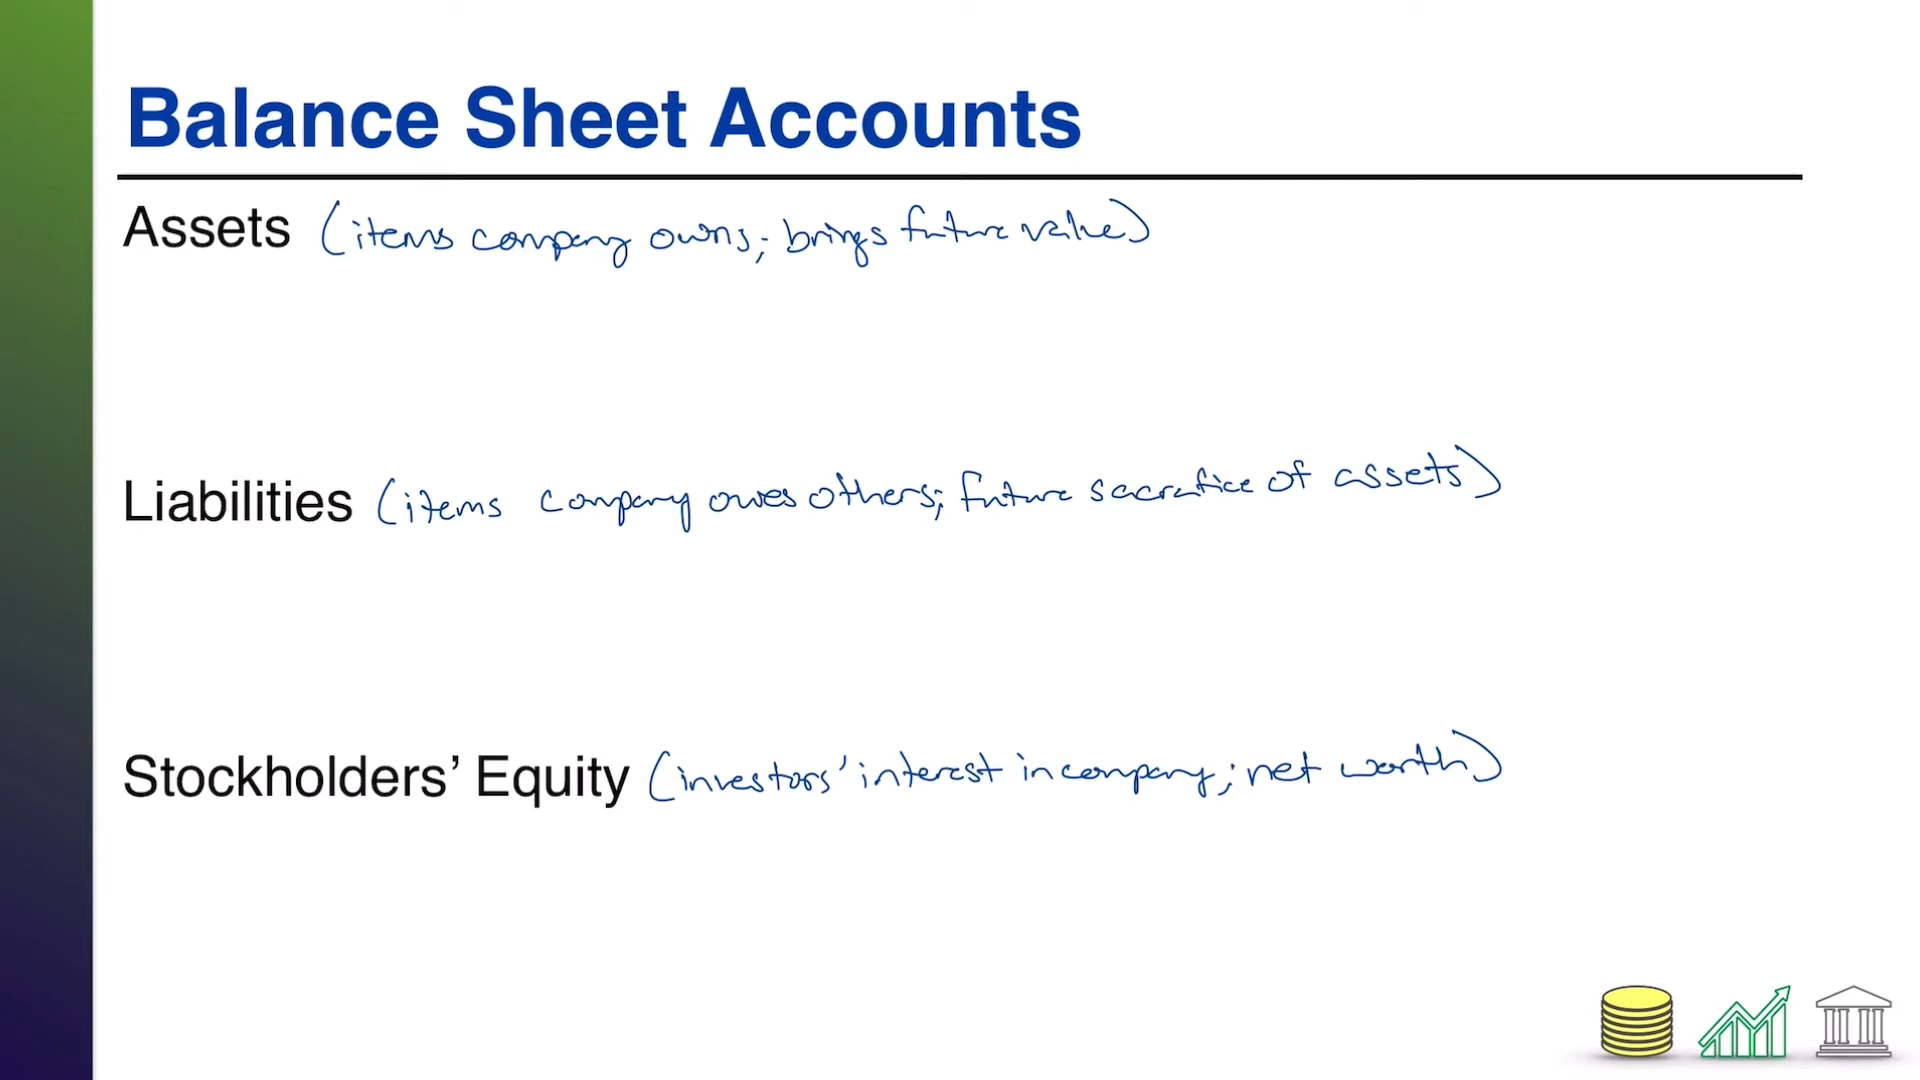 Balance Sheet Accounts
Assets (items company owns; brings future value)
Liabilities (items company owes others; future sacrafice of assets)
Stockholders’ Equity (investors' interest in company; net worth)